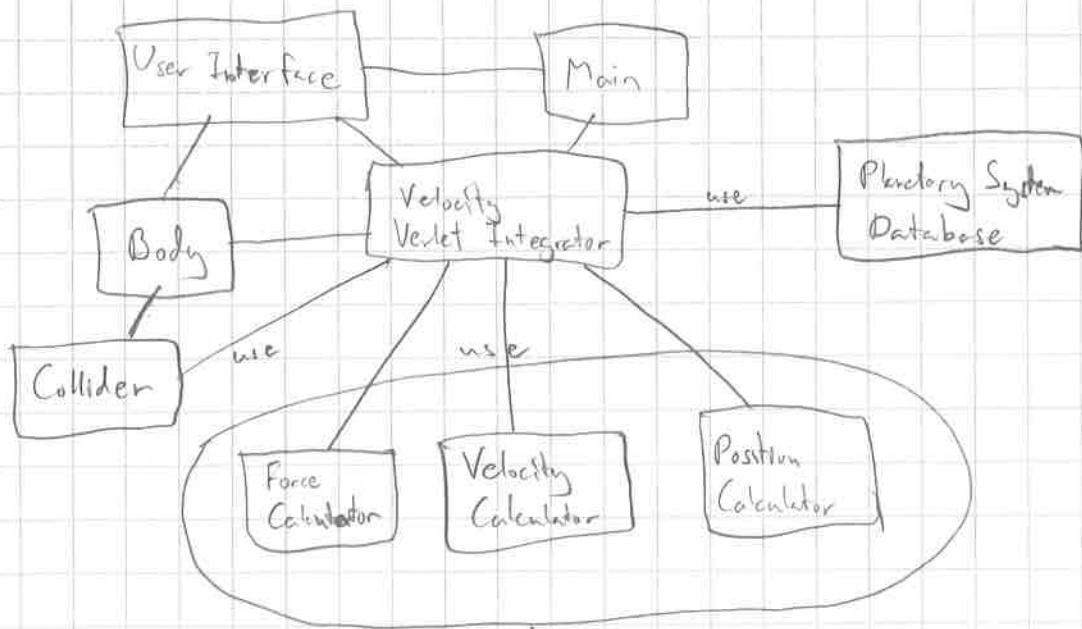 User Interface
Main
Velocity
Verlet Integrator
use
Planetary System
Database
Body
Collider
use
use
Force
Calculator
Velocity
Calculator
Position
Calculator